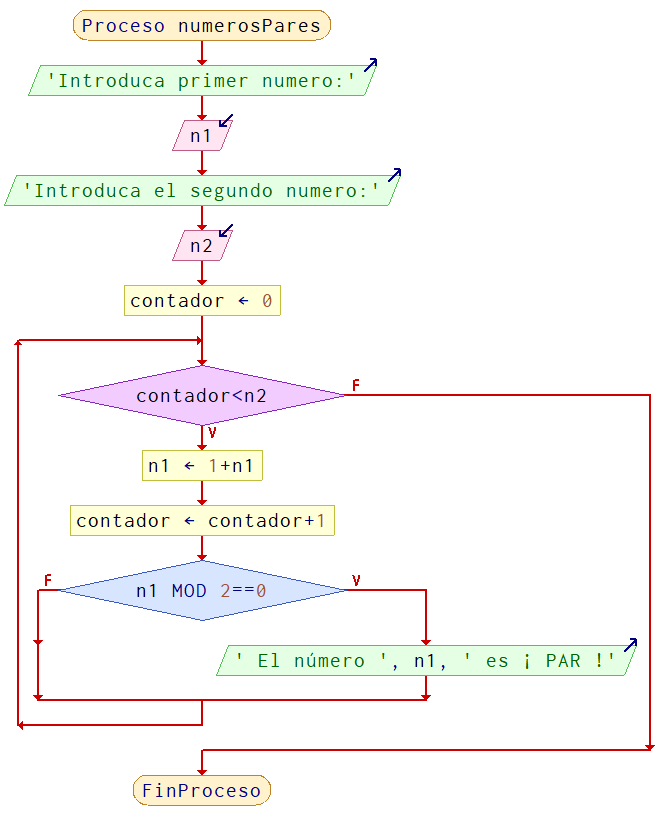 Proceso numerosPares
'Introduca primer numero:'
n1
'Introduca el segundo numero:'
n2
contador ← 0
contador<n2
F
V
n1 ← 1+n1
contador ← contador+1
F
V
n1 MOD 2==0
' El número ', n1, ' es ¡ PAR !'
FinProceso